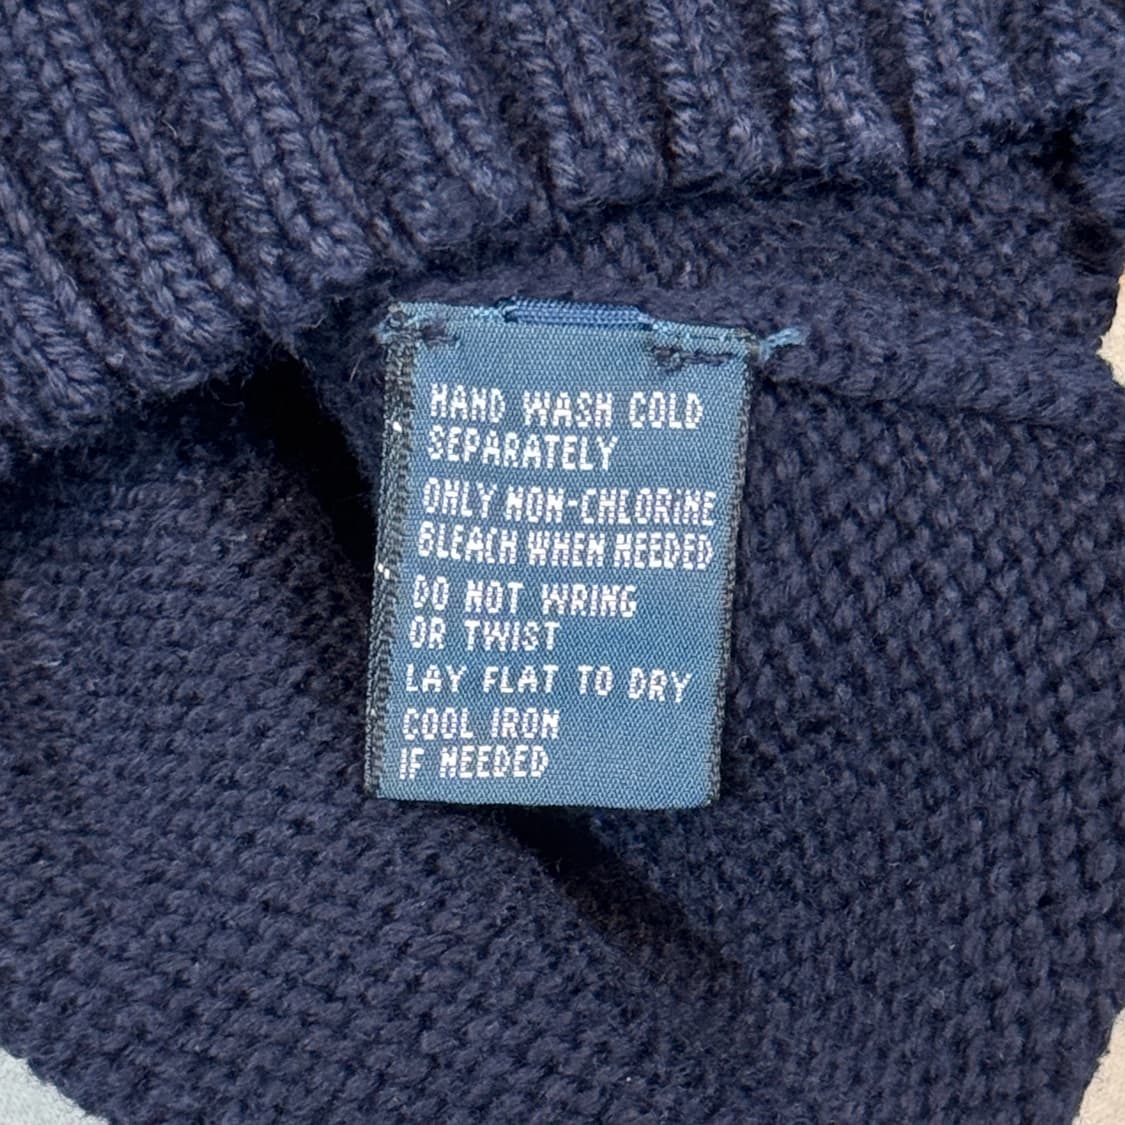 HAND WASH COLD
SEPARATELY
ONLY NON-CHLORINE
BLEACH WHEN NEEDED
DO NOT WRING
OR TWIST
LAY FLAT TO DRY
COOL IRON
IF NEEDED